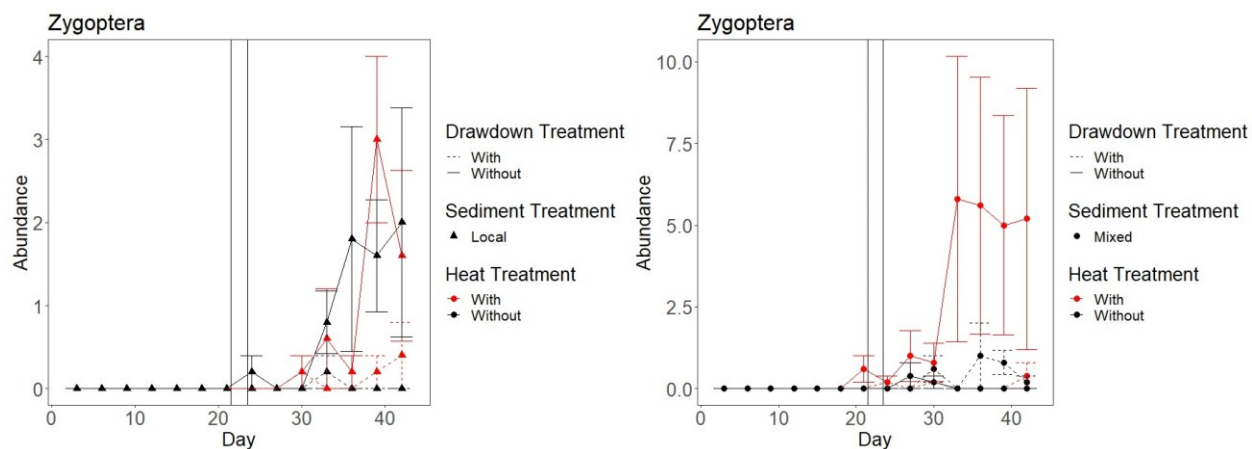 Zygoptera
4
3
2
1
0
Abundance
0
10
20
30
40
Day
Drawdown Treatment
With
Without
Sediment Treatment
Local
Heat Treatment
With
Without
Zygoptera
10.0
7.5
5.0
2.5
0.0
Abundance
0
10
20
30
40
Day
Drawdown Treatment
With
Without
Sediment Treatment
Mixed
Heat Treatment
With
Without